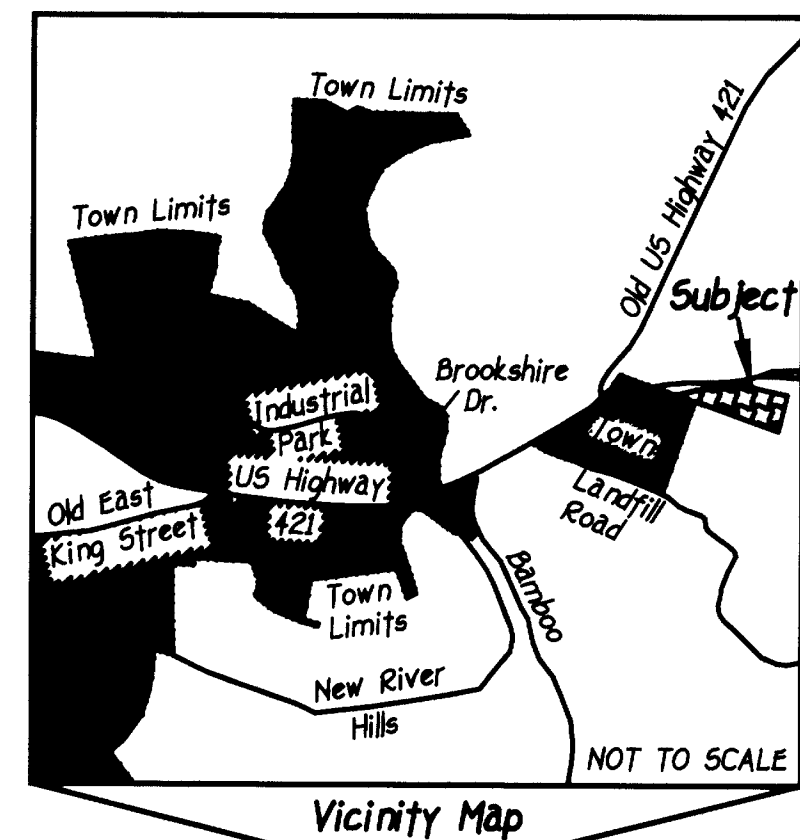 Town Limits
Town Limits
Old US Highway 421
Subject
Brookshire
Dr.
Industrial
Park
US Highway
421
Town
Landfill
Road
Old East
King Street
Bamboo
Town
Limits
New River
Hills
NOT TO SCALE
Vicinity Map